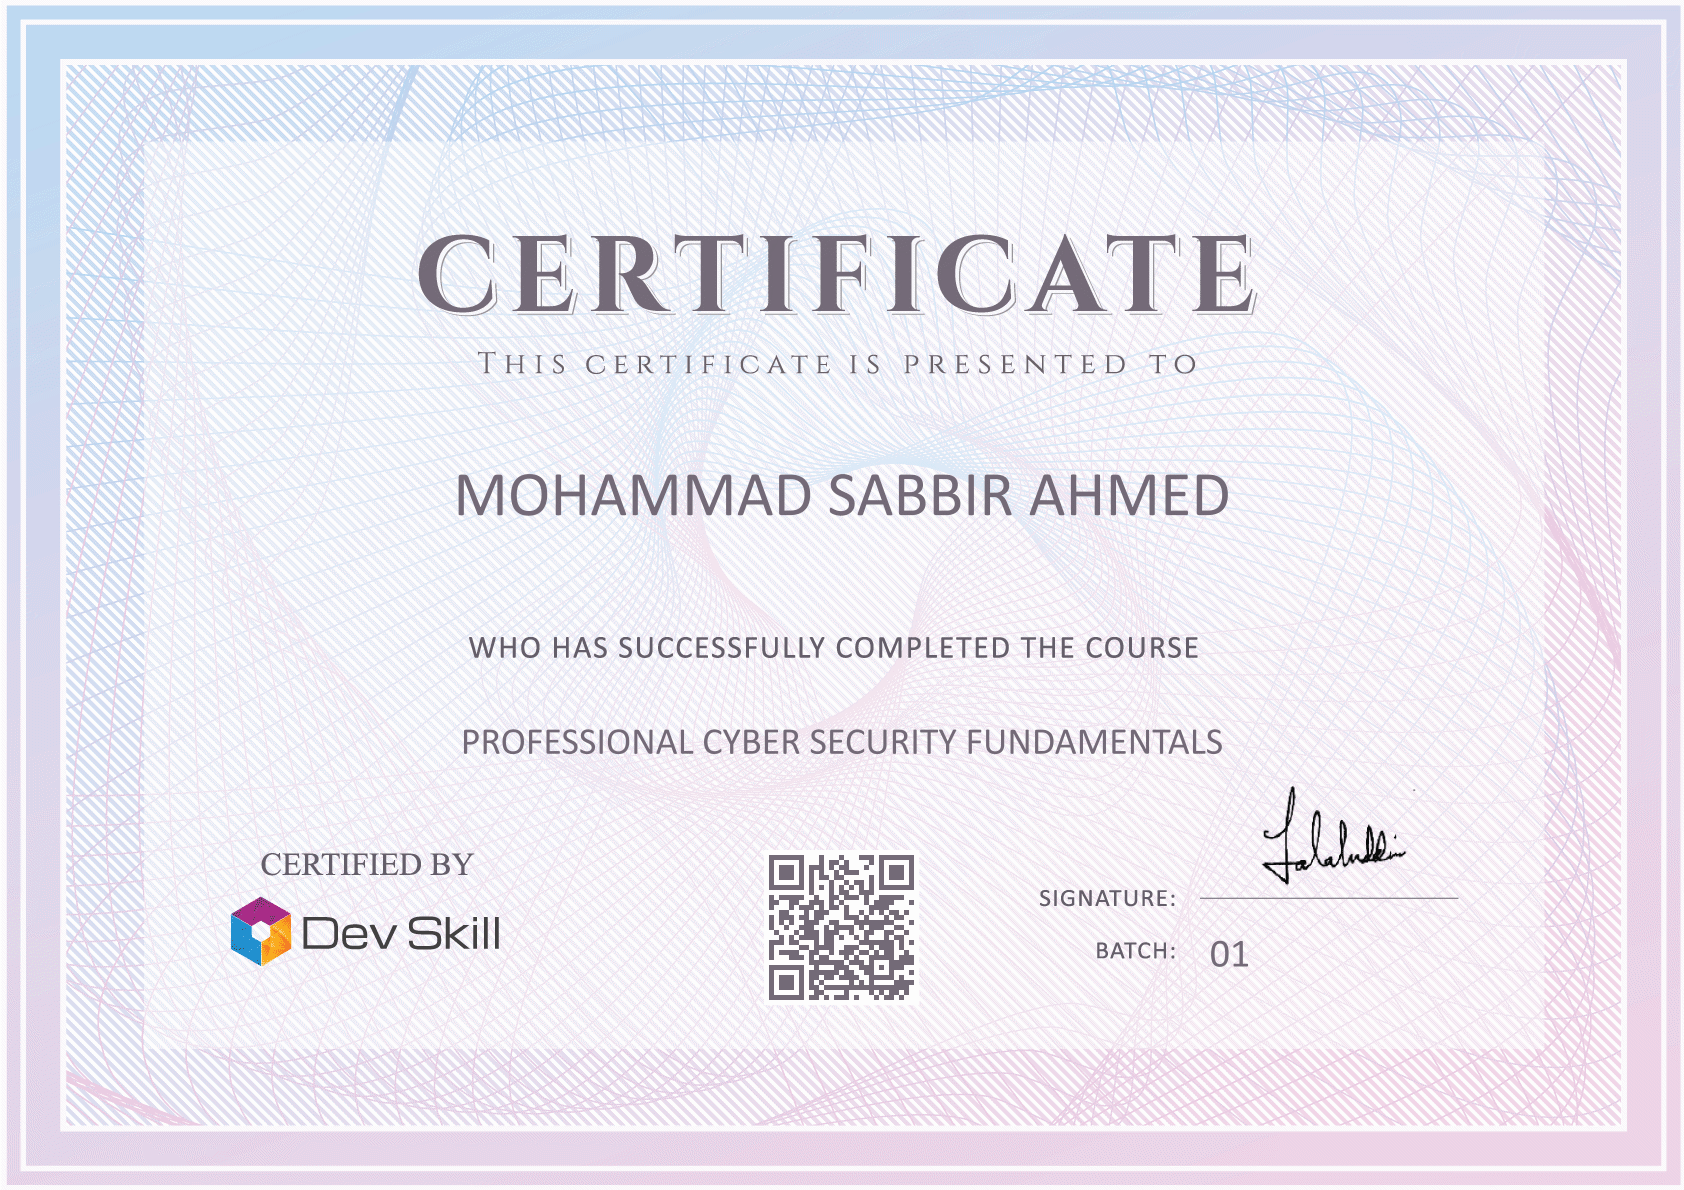 CERTIFICATE
THIS CERTIFICATE IS PRESENTED TO
MOHAMMAD SABBIR AHMED
WHO HAS SUCCESSFULLY COMPLETED THE COURSE
PROFESSIONAL CYBER SECURITY FUNDAMENTALS
CERTIFIED BY
Dev Skill
Jalaluddin
SIGNATURE:
BATCH: 01